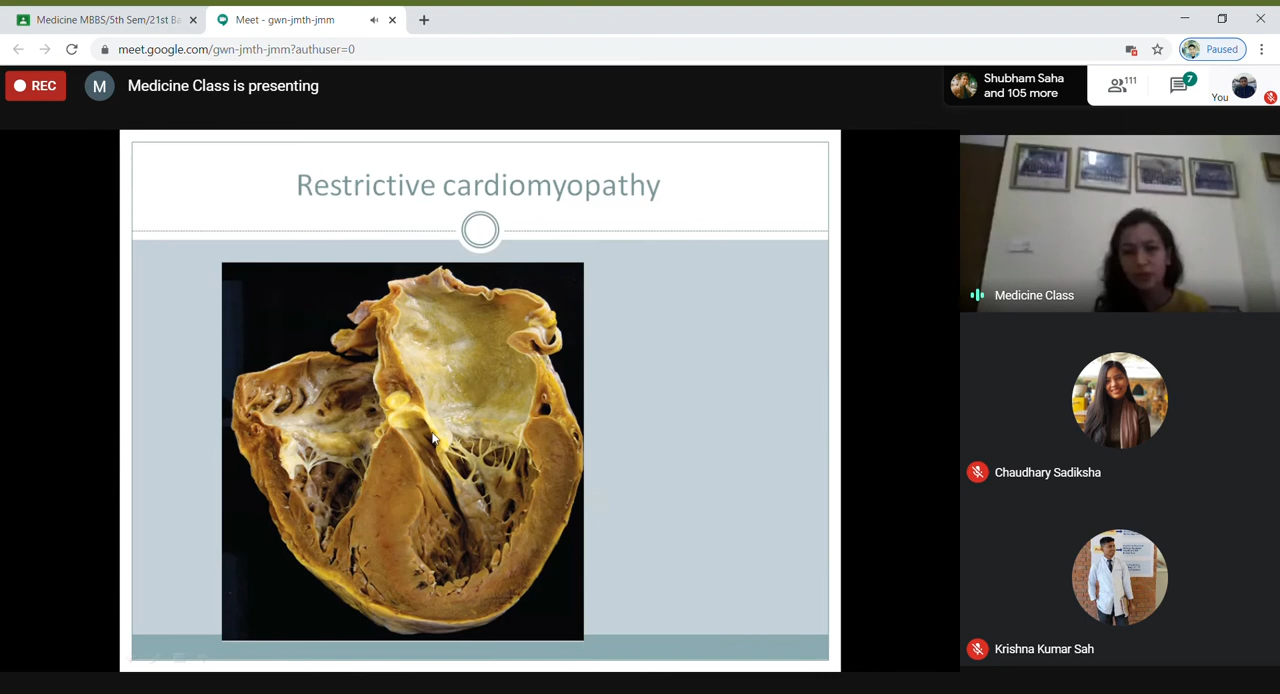 Medicine MBBS/5th Sem/21st Ba
Meet - gwn-jmth-jmm
meet.google.com/gwn-jmth-jmm?authuser=0
Paused
REC
M
Medicine Class is presenting
Shubham Saha
and 105 more
111
7
You
Restrictive cardiomyopathy
Medicine Class
Chaudhary Sadiksha
Krishna Kumar Sah